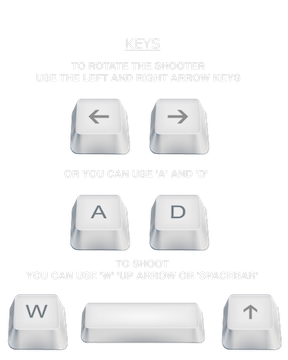 KEYS
TO ROTATE THE SHOOTER
USE THE LEFT AND RIGHT ARROW KEYS
← →
OR YOU CAN USE 'A' AND 'D'
A D
TO SHOOT
YOU CAN USE 'W' 'UP ARROW OR 'SPACEBAR'
W ↑